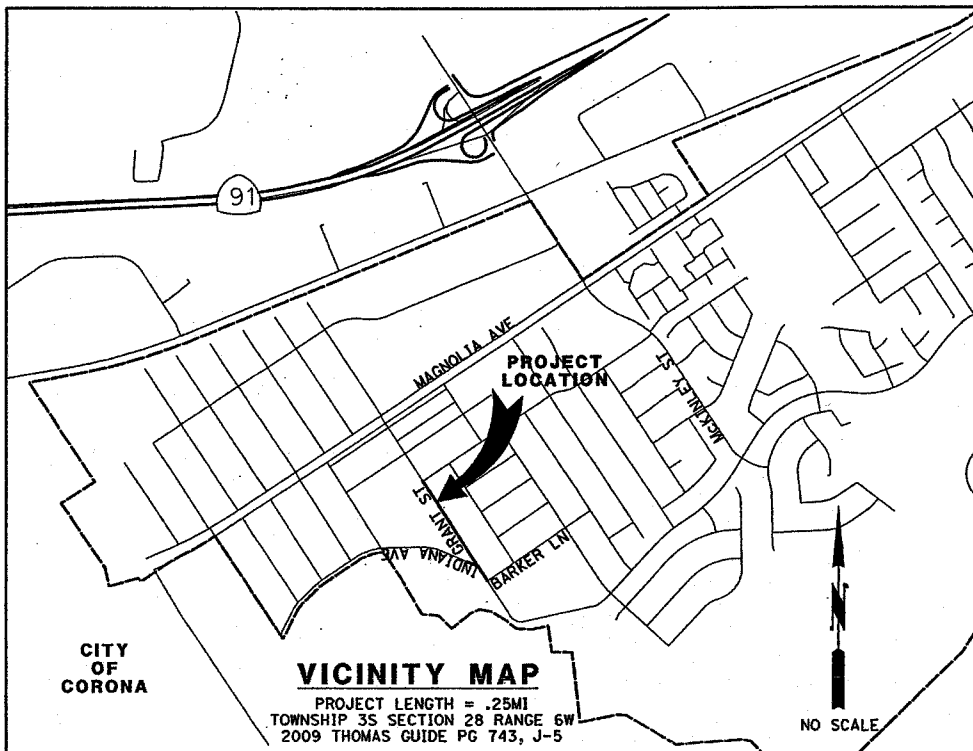 91
MAGNOLIA AVE
PROJECT
LOCATION
McKINLEY ST
GRANT ST
INDIANA AVE
BARKER LN
CITY
OF
CORONA
VICINITY MAP
PROJECT LENGTH = .25MI
TOWNSHIP 3S SECTION 28 RANGE 6W
2009 THOMAS GUIDE PG 743, J-5
N
NO SCALE